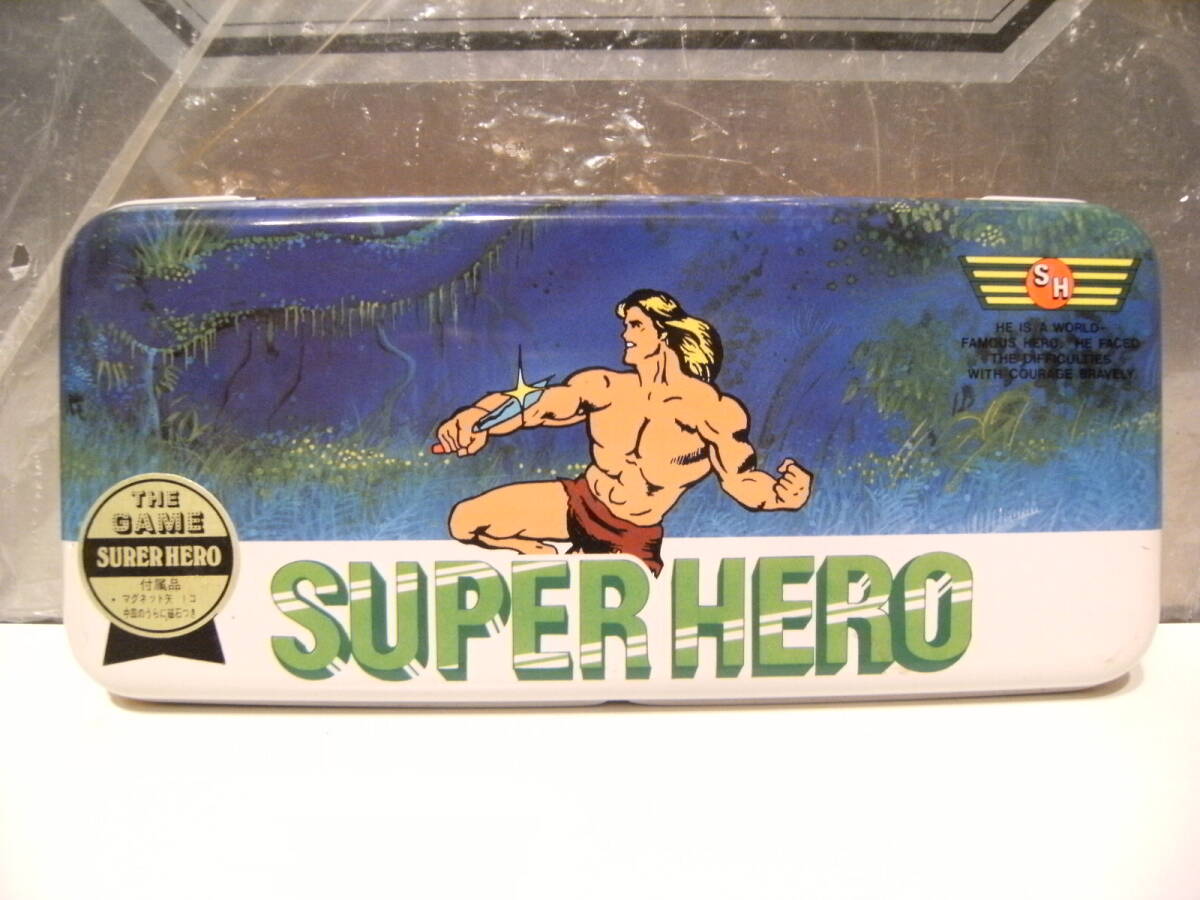 SH
HE IS A WORLD-
FAMOUS HERO. HE FACED
THE DIFFICULTIES
WITH COURAGE BRAVELY.
THE
GAME
SURER HERO
付属品
・マグネット矢 1コ
中皿のうらに磁石つき
SUPER HERO